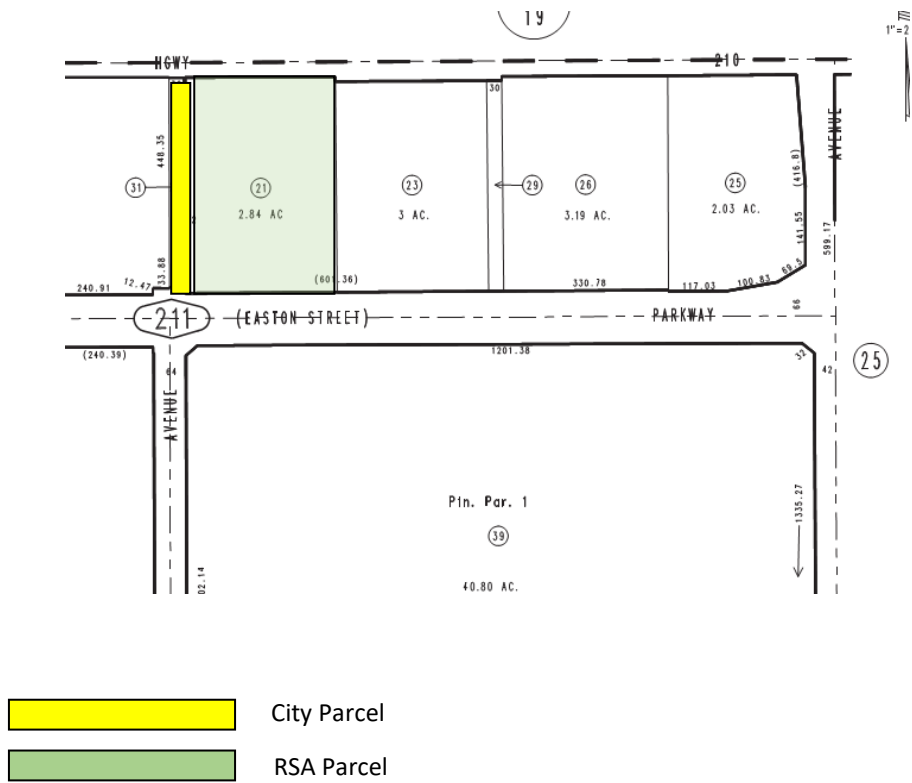 19
1"=2
HGWY 210
30
AVENUE
448.35
(416.8)
31
21
23
29
26
25
2.84 AC
3 AC.
3.19 AC.
2.03 AC.
141.55
599.17
33.88
12.47
(601.36)
240.91
330.78
117.03
100.83
69.5
66
211
(EASTON STREET)
PARKWAY
(240.39)
1201.38
32
25
64
42
AVENUE
Pin. Par. 1
39
1335.27
02.14
40.80 AC.
City Parcel
RSA Parcel